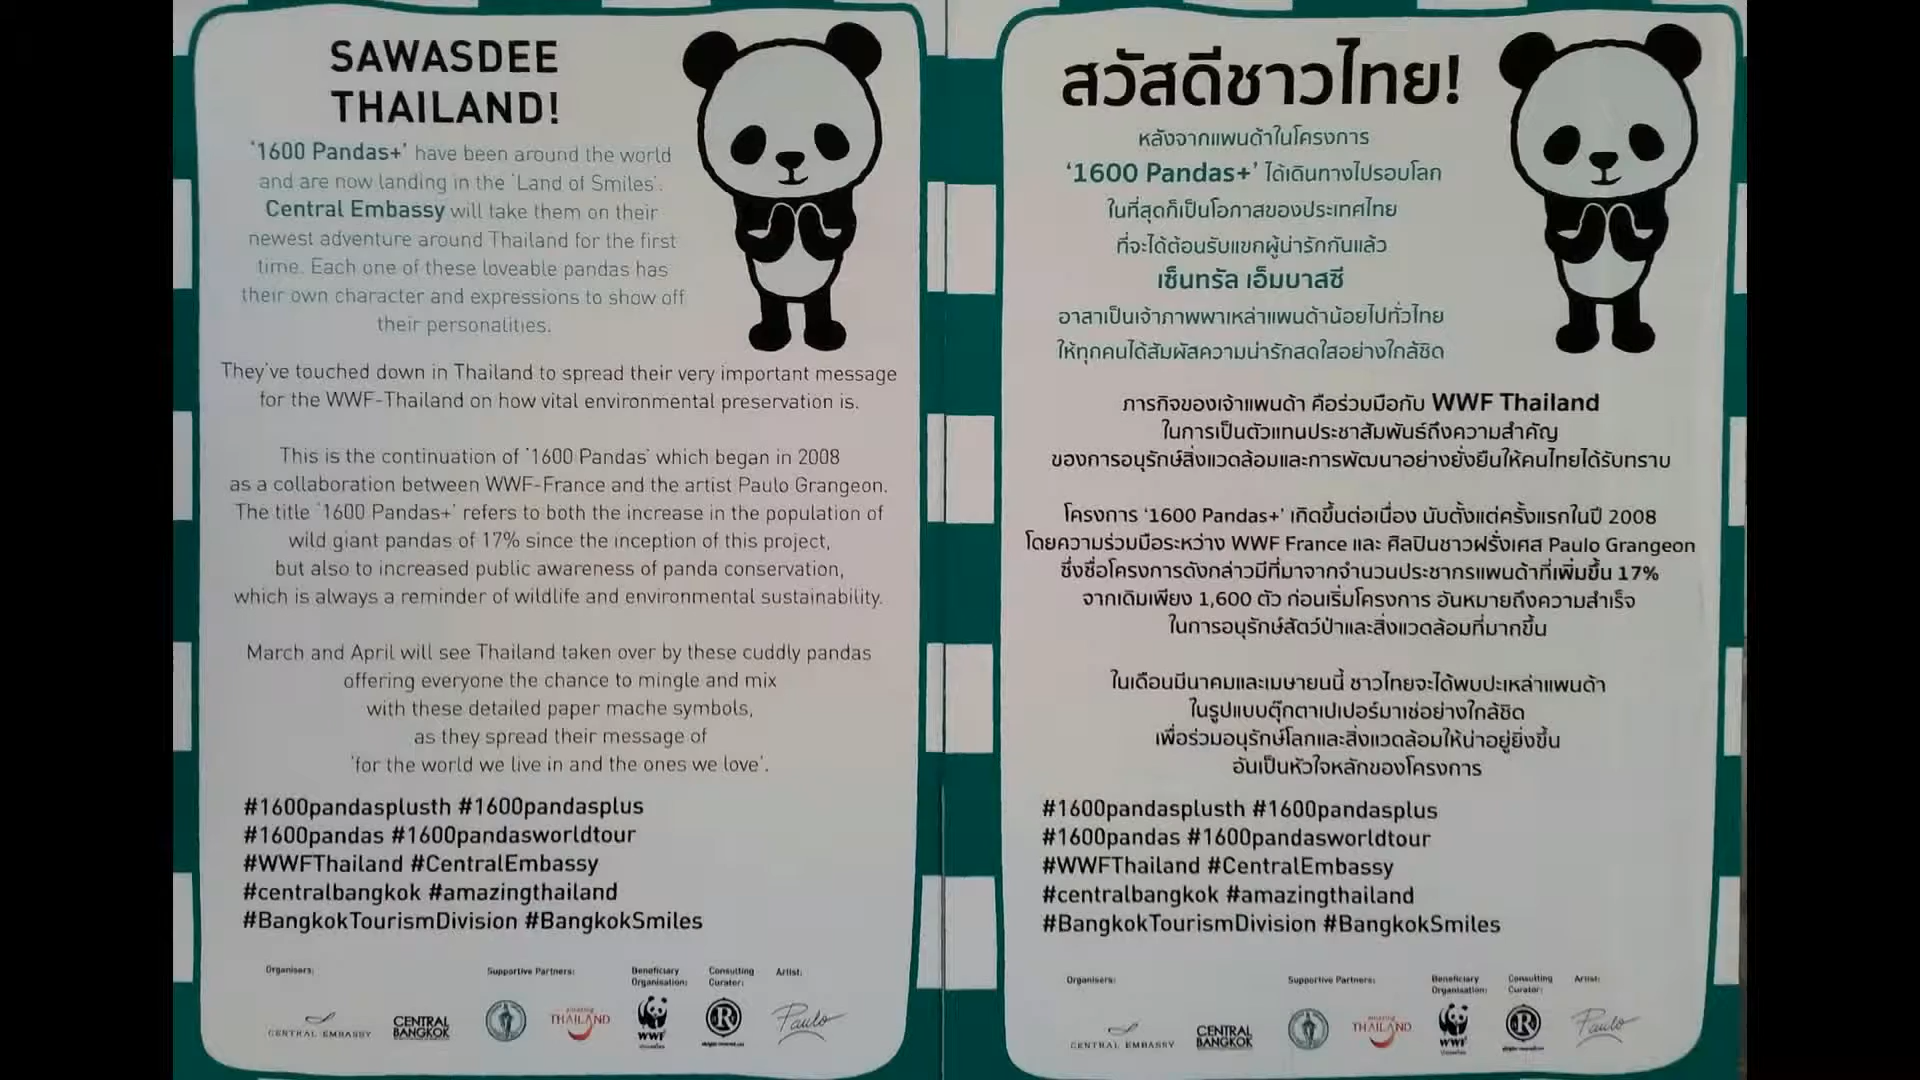 SAWASDEE
THAILAND!
'1600 Pandas+' have been around the world
and are now landing in the 'Land of Smiles'.
Central Embassy will take them on their
newest adventure around Thailand for the first
time. Each one of these loveable pandas has
their own character and expressions to show off
their personalities.
They've touched down in Thailand to spread their very important message
for the WWF-Thailand on how vital environmental preservation is.
This is the continuation of '1600 Pandas' which began in 2008
as a collaboration between WWF-France and the artist Paulo Grangeon.
The title '1600 Pandas+' refers to both the increase in the population of
wild giant pandas of 17% since the inception of this project,
but also to increased public awareness of panda conservation,
which is always a reminder of wildlife and environmental sustainability.
March and April will see Thailand taken over by these cuddly pandas
offering everyone the chance to mingle and mix
with these detailed paper mache symbols,
as they spread their message of
'for the world we live in and the ones we love'.
#1600pandasplusth #1600pandasplus
#1600pandas #1600pandasworldtour
#WWFThailand #CentralEmbassy
#centralbangkok #amazingthailand
#BangkokTourismDivision #BangkokSmiles
Organisers: Supportive Partners: Beneficiary Organisation: Consulting Curator: Artist:
CENTRAL EMBASSY CENTRAL BANGKOK amazing THAILAND WWF R Paulo
สวัสดีชาวไทย!
หลังจากแพนด้าในโครงการ
'1600 Pandas+' ได้เดินทางไปรอบโลก
ในที่สุดก็เป็นโอกาสของประเทศไทย
ที่จะได้ต้อนรับแขกผู้น่ารักกันแล้ว
เซ็นทรัล เอ็มบาสซี
อาสาเป็นเจ้าภาพพาเหล่าแพนด้าน้อยไปทั่วไทย
ให้ทุกคนได้สัมผัสความน่ารักสดใสอย่างใกล้ชิด
ภารกิจของเจ้าแพนด้า คือร่วมมือกับ WWF Thailand
ในการเป็นตัวแทนประชาสัมพันธ์ถึงความสำคัญ
ของการอนุรักษ์สิ่งแวดล้อมและการพัฒนาอย่างยั่งยืนให้คนไทยได้รับทราบ
โครงการ '1600 Pandas+' เกิดขึ้นต่อเนื่อง นับตั้งแต่ครั้งแรกในปี 2008
โดยความร่วมมือระหว่าง WWF France และ ศิลปินชาวฝรั่งเศส Paulo Grangeon
ซึ่งชื่อโครงการดังกล่าวมีที่มาจากจำนวนประชากรแพนด้าที่เพิ่มขึ้น 17%
จากเดิมเพียง 1,600 ตัว ก่อนเริ่มโครงการ อันหมายถึงความสำเร็จ
ในการอนุรักษ์สัตว์ป่าและสิ่งแวดล้อมที่มากขึ้น
ในเดือนมีนาคมและเมษายนนี้ ชาวไทยจะได้พบปะเหล่าแพนด้า
ในรูปแบบตุ๊กตาเปเปอร์มาเช่อย่างใกล้ชิด
เพื่อร่วมอนุรักษ์โลกและสิ่งแวดล้อมให้น่าอยู่ยิ่งขึ้น
อันเป็นหัวใจหลักของโครงการ
#1600pandasplusth #1600pandasplus
#1600pandas #1600pandasworldtour
#WWFThailand #CentralEmbassy
#centralbangkok #amazingthailand
#BangkokTourismDivision #BangkokSmiles
Organisers: Supportive Partners: Beneficiary Organisation: Consulting Curator: Artist:
CENTRAL EMBASSY CENTRAL BANGKOK amazing THAILAND WWF R Paulo